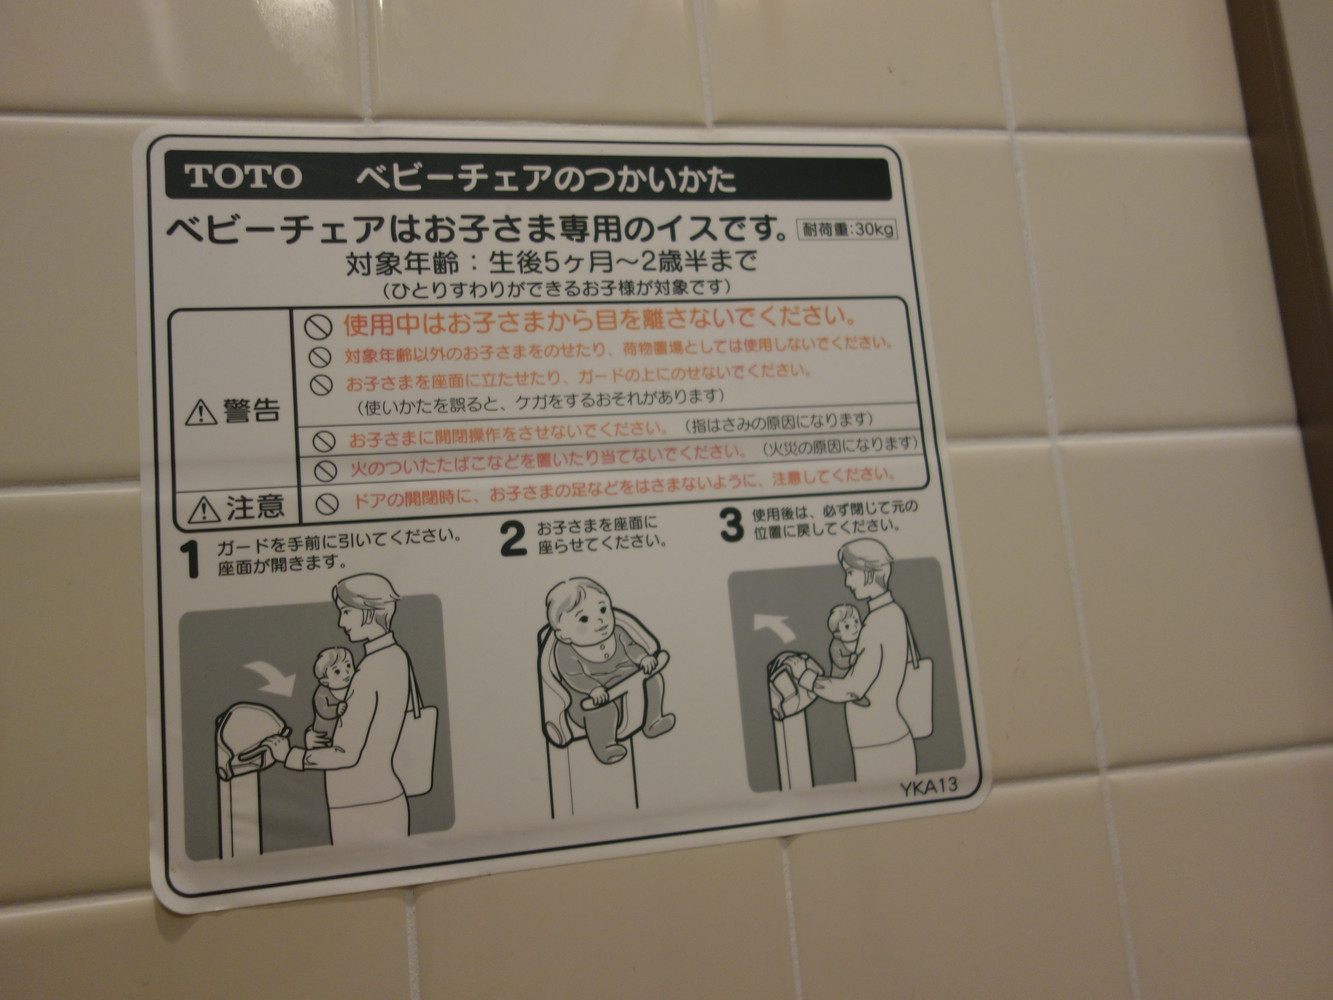 TOTO ベビーチェアのつかいかた
ベビーチェアはお子さま専用のイスです。 耐荷重:30kg
対象年齢：生後5ヶ月～2歳半まで
（ひとりすわりができるお子様が対象です）
警告
使用中はお子さまから目を離さないでください。
対象年齢以外のお子さまをのせたり、荷物置場としては使用しないでください。
お子さまを座面に立たせたり、ガードの上にのせないでください。
（使いかたを誤ると、ケガをするおそれがあります）
お子さまに開閉操作をさせないでください。（指はさみの原因になります）
火のついたたばこなどを置いたり当てないでください。（火災の原因になります）
注意
ドアの開閉時に、お子さまの足などをはさまないように、注意してください。
1 ガードを手前に引いてください。
座面が開きます。
2 お子さまを座面に
座らせてください。
3 使用後は、必ず閉じて元の
位置に戻してください。
YKA13